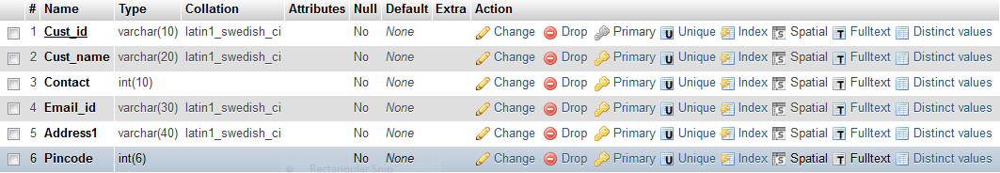 # Name Type Collation Attributes Null Default Extra Action
1 Cust_id varchar(10) latin1_swedish_ci No None Change Drop Primary Unique Index Spatial Fulltext Distinct values
2 Cust_name varchar(20) latin1_swedish_ci No None Change Drop Primary Unique Index Spatial Fulltext Distinct values
3 Contact int(10) No None Change Drop Primary Unique Index Spatial Fulltext Distinct values
4 Email_id varchar(30) latin1_swedish_ci No None Change Drop Primary Unique Index Spatial Fulltext Distinct values
5 Address1 varchar(40) latin1_swedish_ci No None Change Drop Primary Unique Index Spatial Fulltext Distinct values
6 Pincode int(6) No None Change Drop Primary Unique Index Spatial Fulltext Distinct values
Rectangular Snip